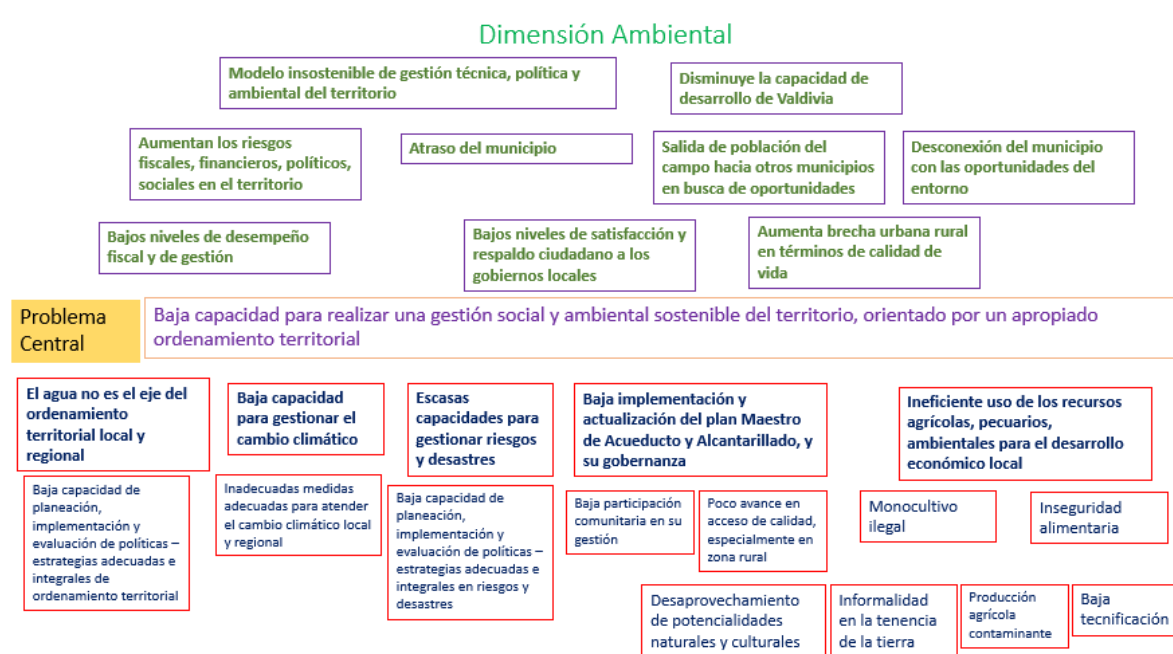 Dimensión Ambiental
Modelo insostenible de gestión técnica, política y
ambiental del territorio
Disminuye la capacidad de
desarrollo de Valdivia
Aumentan los riesgos
fiscales, financieros, políticos,
sociales en el territorio
Atraso del municipio
Salida de población del
campo hacia otros municipios
en busca de oportunidades
Desconexión del municipio
con las oportunidades del
entorno
Bajos niveles de desempeño
fiscal y de gestión
Bajos niveles de satisfacción y
respaldo ciudadano a los
gobiernos locales
Aumenta brecha urbana rural
en términos de calidad de
vida
Problema
Central
Baja capacidad para realizar una gestión social y ambiental sostenible del territorio, orientado por un apropiado
ordenamiento territorial
El agua no es el eje del
ordenamiento
territorial local y
regional
Baja capacidad
para gestionar el
cambio climático
Escasas
capacidades para
gestionar riesgos
y desastres
Baja implementación y
actualización del plan Maestro
de Acueducto y Alcantarillado, y
su gobernanza
Ineficiente uso de los recursos
agrícolas, pecuarios,
ambientales para el desarrollo
económico local
Baja capacidad de
planeación,
implementación y
evaluación de políticas –
estrategias adecuadas e
integrales de
ordenamiento territorial
Inadecuadas medidas
adecuadas para atender
el cambio climático local
y regional
Baja capacidad de
planeación,
implementación y
evaluación de políticas –
estrategias adecuadas e
integrales en riesgos y
desastres
Baja participación
comunitaria en su
gestión
Poco avance en
acceso de calidad,
especialmente en
zona rural
Monocultivo
ilegal
Inseguridad
alimentaria
Desaprovechamiento
de potencialidades
naturales y culturales
Informalidad
en la tenencia
de la tierra
Producción
agrícola
contaminante
Baja
tecnificación